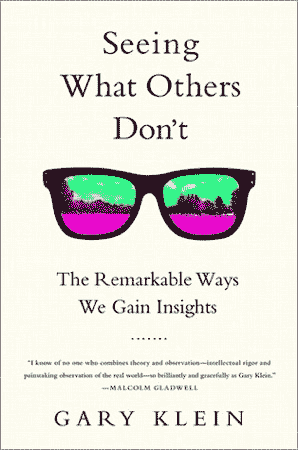 Seeing
What Others
Don't
The Remarkable Ways
We Gain Insights
.......
"I know of no one who combines theory and observation—intellectual rigor and
painstaking observation of the real world—so brilliantly and gracefully as Gary Klein."
—MALCOLM GLADWELL
GARY KLEIN